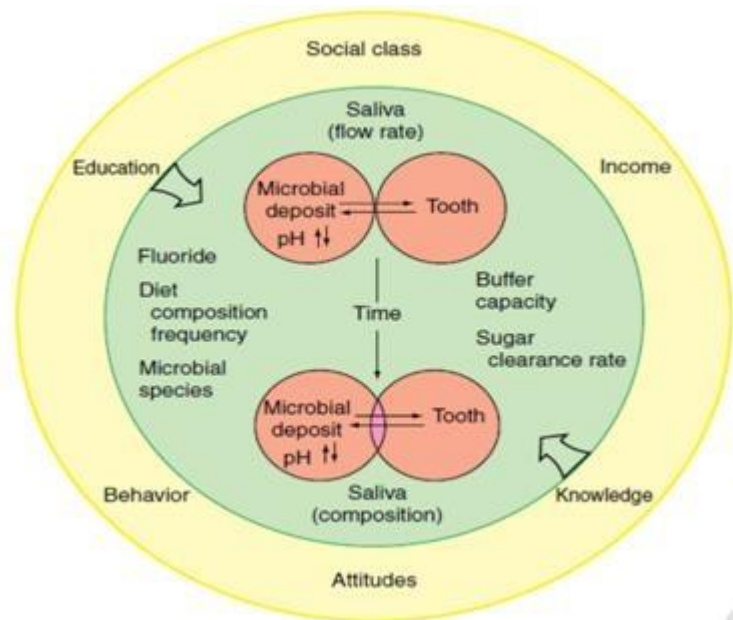 Social class
Saliva
(flow rate)
Education
Income
Microbial
deposit
pH
Tooth
Fluoride
Diet
composition
frequency
Microbial
species
Time
Buffer
capacity
Sugar
clearance rate
Microbial
deposit
pH
Tooth
Behavior
Saliva
(composition)
Knowledge
Attitudes